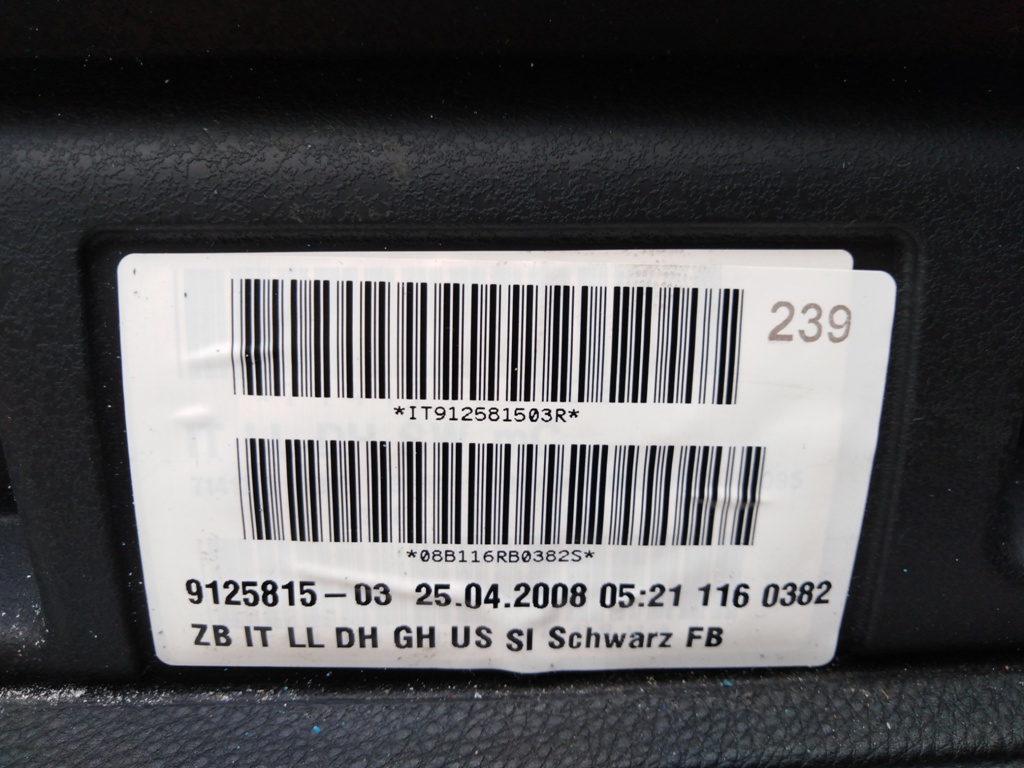 239
*IT912581503R*
*08B116RB0382S*
9125815-03 25.04.2008 05:21 116 0382
ZB IT LL DH GH US SI Schwarz FB